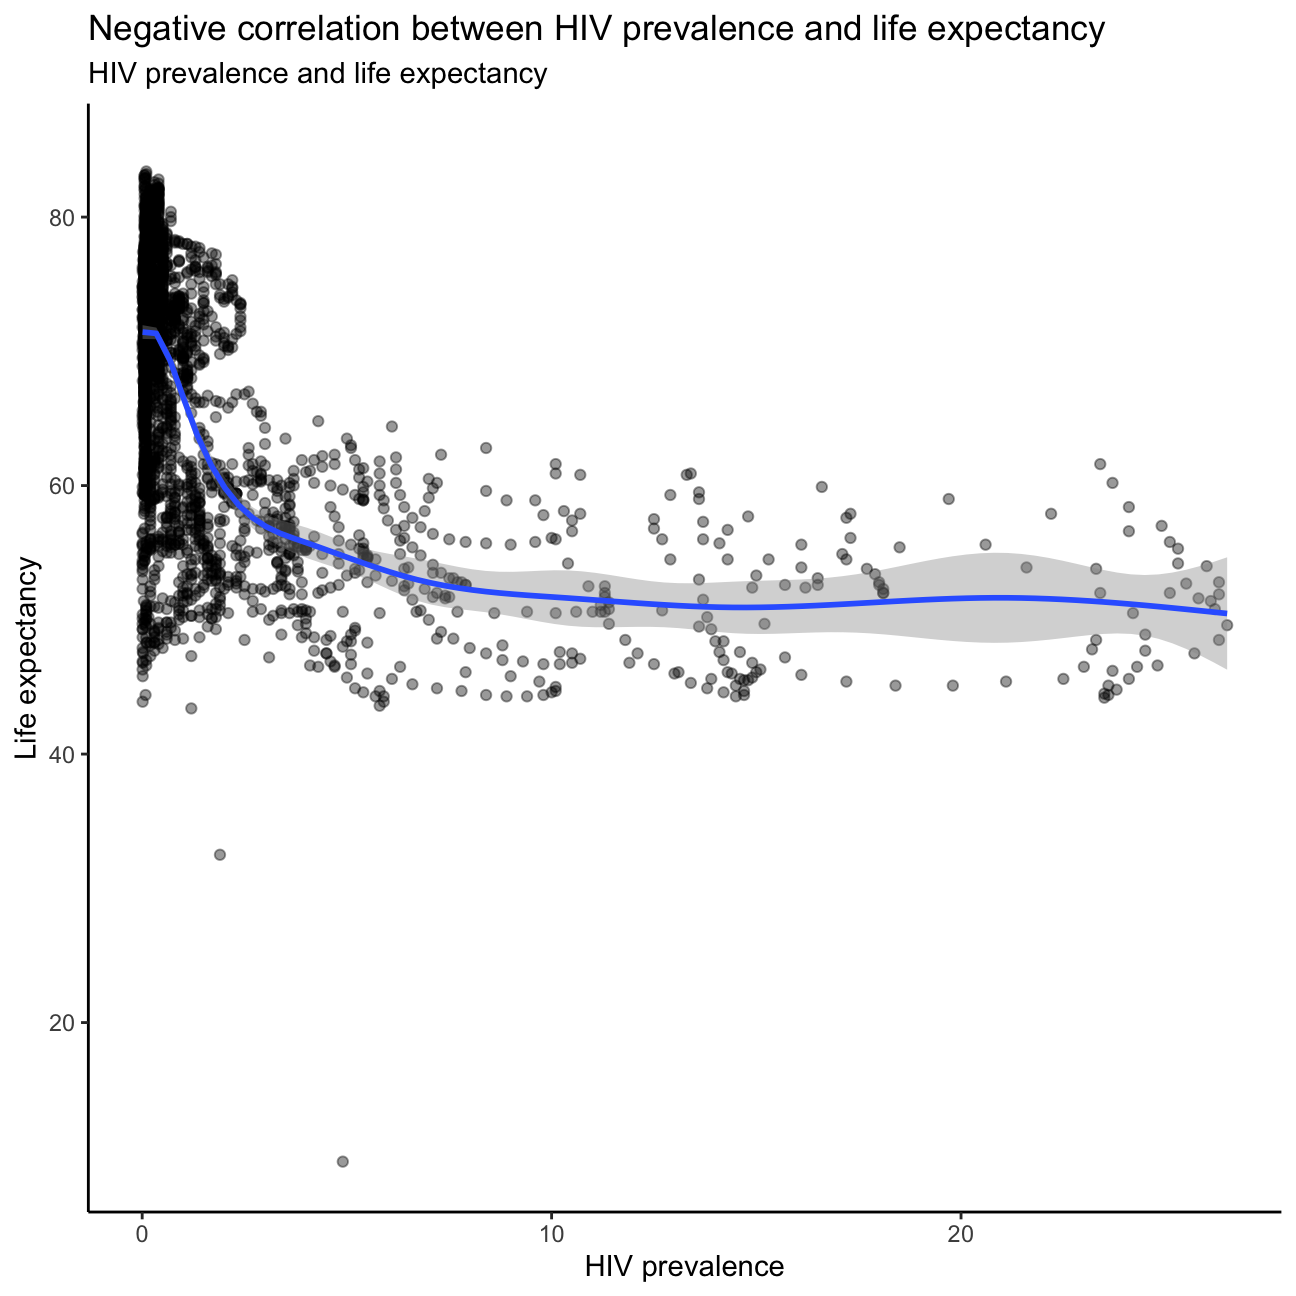 Negative correlation between HIV prevalence and life expectancy
HIV prevalence and life expectancy
80
60
40
20
Life expectancy
0
10
20
HIV prevalence